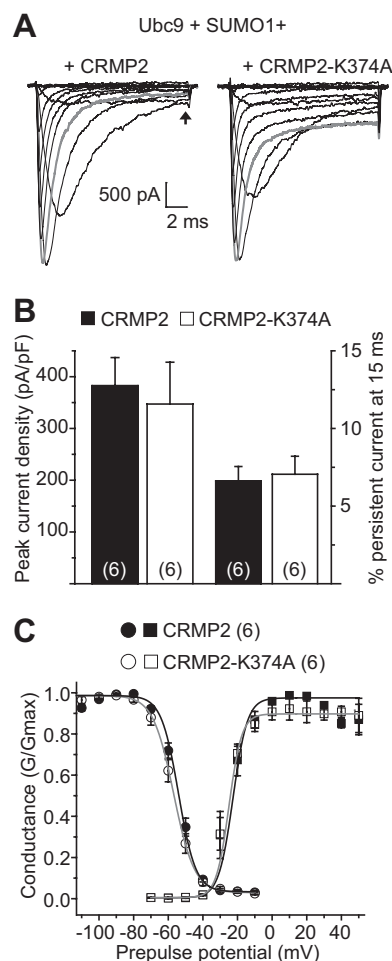 A
Ubc9 + SUMO1+
+ CRMP2
+ CRMP2-K374A
500 pA
2 ms
B
CRMP2 CRMP2-K374A
Peak current density (pA/pF)
400
300
200
100
(6) (6) (6) (6)
15
10
5
% persistent current at 15 ms
C
CRMP2 (6)
CRMP2-K374A (6)
Conductance (G/Gmax)
1.0
0.8
0.6
0.4
0.2
0.0
-100 -80 -60 -40 -20 0 20 40
Prepulse potential (mV)